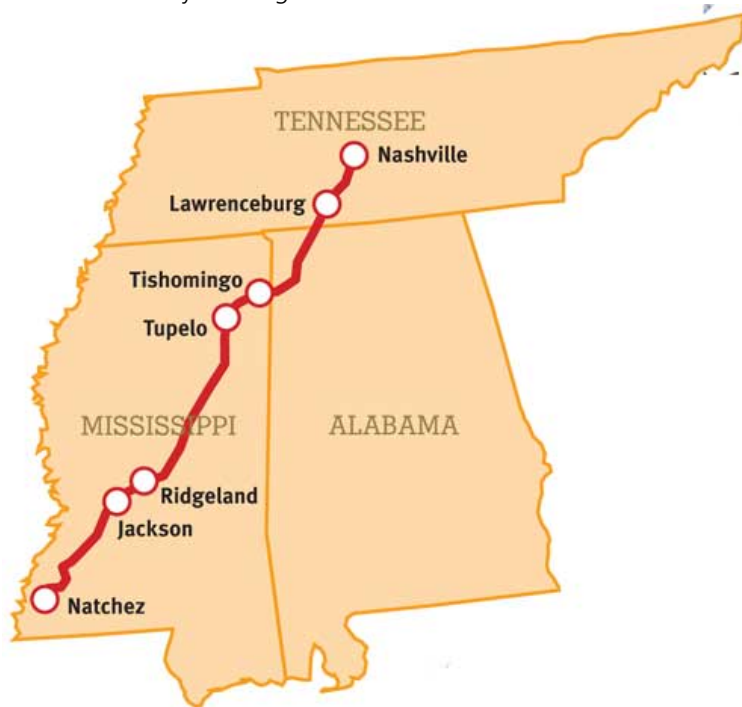 TENNESSEE
Nashville
Lawrenceburg
Tishomingo
Tupelo
MISSISSIPPI
ALABAMA
Ridgeland
Jackson
Natchez